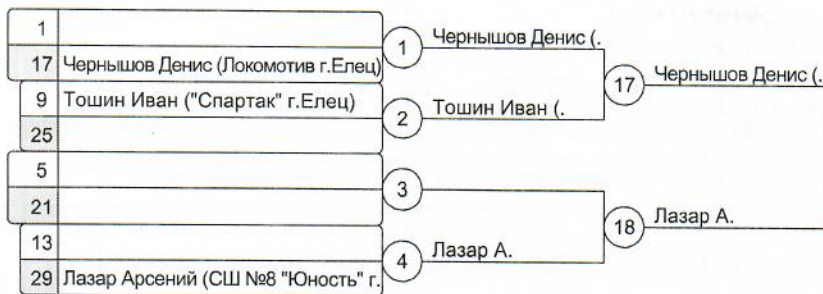 1
17 Чернышов Денис (Локомотив г.Елец)
1
Чернышов Денис (.
9 Тошин Иван ("Спартак" г.Елец)
25
2
Тошин Иван (.
17
Чернышов Денис (.
5
21
3
13
29 Лазар Арсений (СШ №8 "Юность" г.
4
Лазар А.
18
Лазар А.